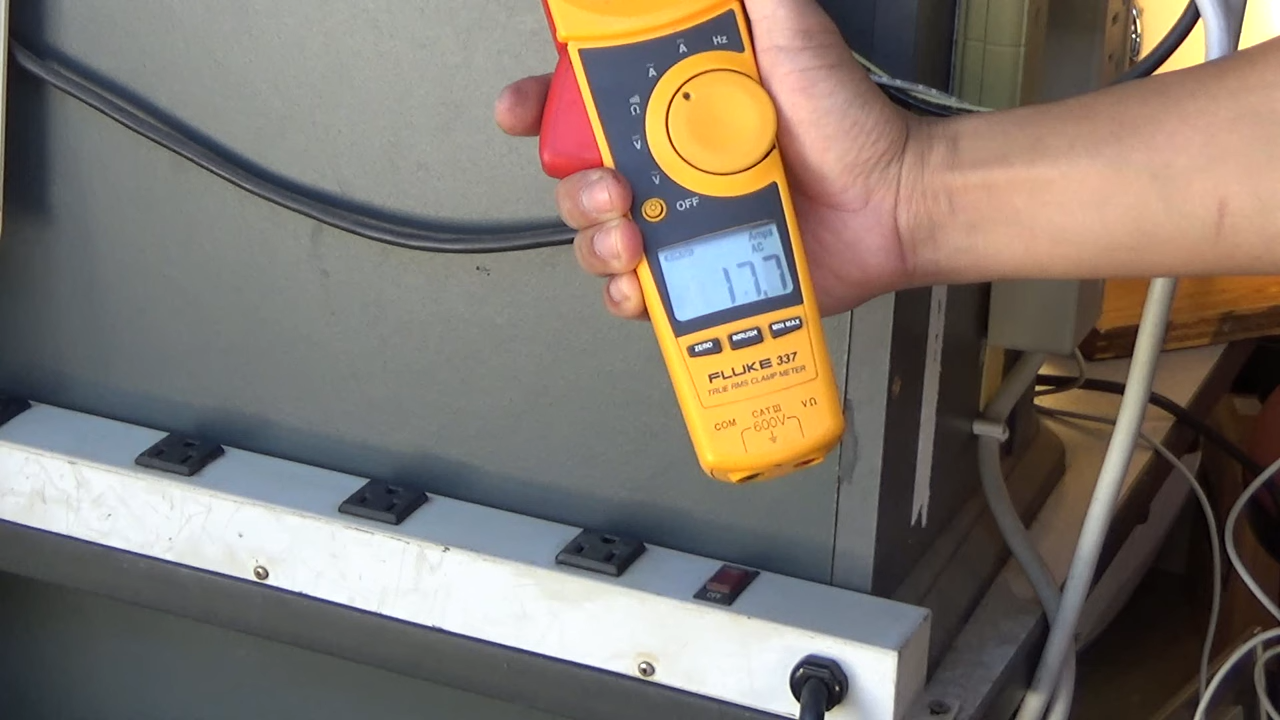 Hz
Ã
Ã
Ω
Ṽ
V̄
OFF
Amps
AC
17.7
ZERO
INRUSH
MIN MAX
FLUKE 337
TRUE RMS CLAMP METER
COM
CAT III
600V
VΩ
OFF